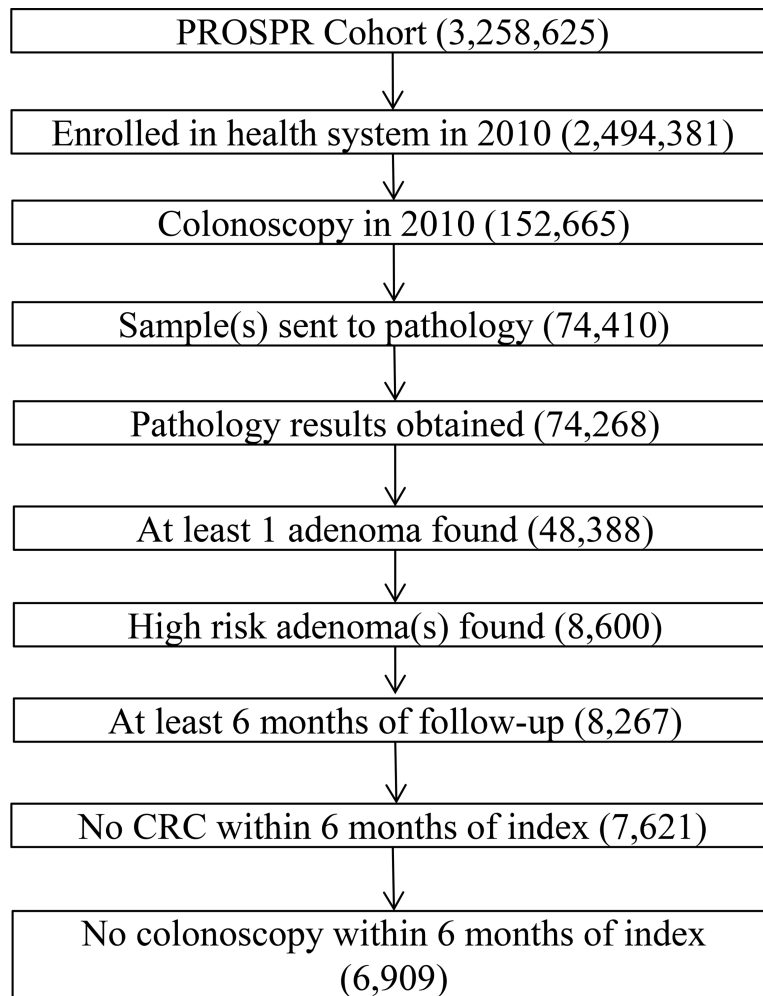 PROSPR Cohort (3,258,625)
Enrolled in health system in 2010 (2,494,381)
Colonoscopy in 2010 (152,665)
Sample(s) sent to pathology (74,410)
Pathology results obtained (74,268)
At least 1 adenoma found (48,388)
High risk adenoma(s) found (8,600)
At least 6 months of follow-up (8,267)
No CRC within 6 months of index (7,621)
No colonoscopy within 6 months of index
(6,909)